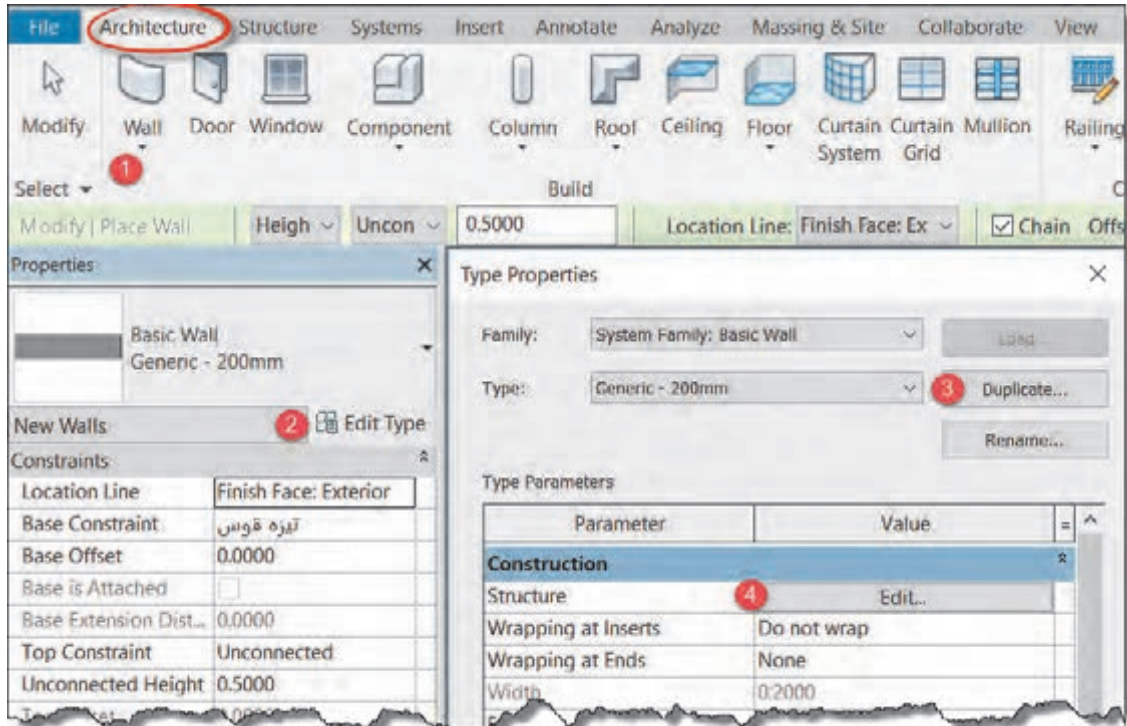 File Architecture Structure Systems Insert Annotate Analyze Massing & Site Collaborate View
Modify Wall Door Window Component Column Roof Ceiling Floor Curtain System Curtain Grid Mullion Railing
1
Select Build
Modify | Place Wall Heigh Uncon 0.5000 Location Line: Finish Face: Ex Chain Offs
Properties
Basic Wall
Generic - 200mm
New Walls 2 Edit Type
Constraints
Location Line Finish Face: Exterior
Base Constraint تیزه قوس
Base Offset 0.0000
Base is Attached
Base Extension Dist... 0.0000
Top Constraint Unconnected
Unconnected Height 0.5000
Type Properties
Family: System Family: Basic Wall Load...
Type: Generic - 200mm 3 Duplicate...
Rename...
Type Parameters
Parameter Value =
Construction
Structure 4 Edit...
Wrapping at Inserts Do not wrap
Wrapping at Ends None
Width 0.2000